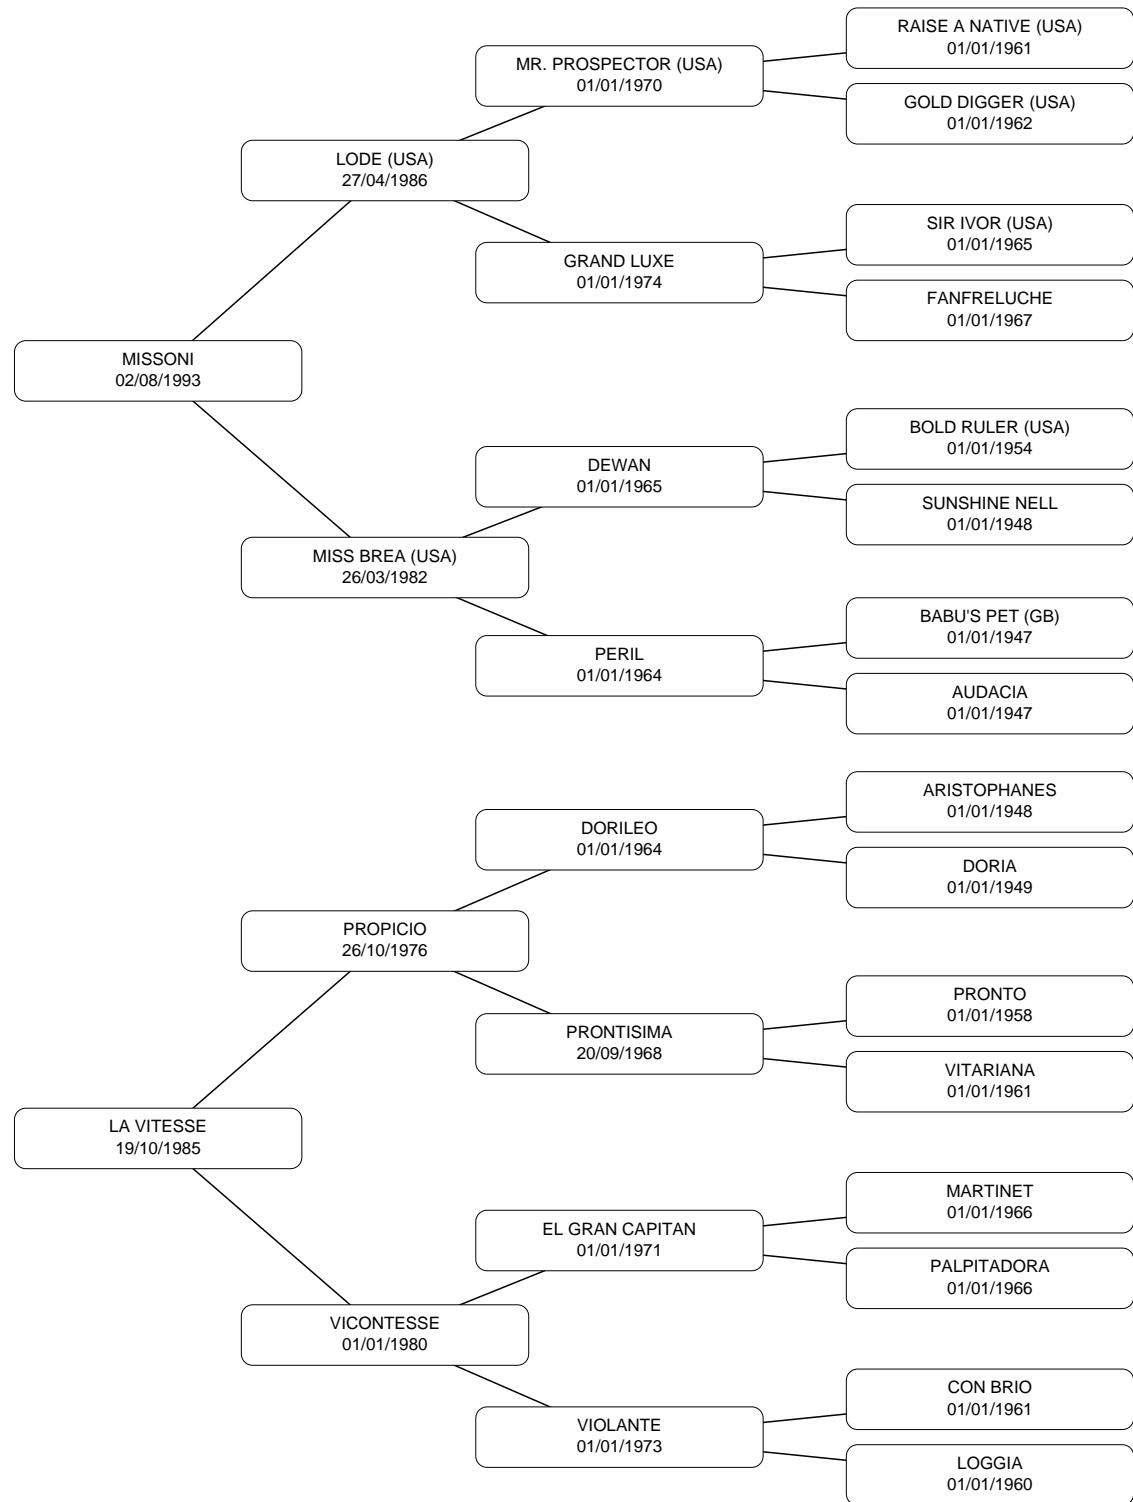 RAISE A NATIVE (USA)
01/01/1961
MR. PROSPECTOR (USA)
01/01/1970
GOLD DIGGER (USA)
01/01/1962
LODE (USA)
27/04/1986
SIR IVOR (USA)
01/01/1965
GRAND LUXE
01/01/1974
FANFRELUCHE
01/01/1967
MISSONI
02/08/1993
BOLD RULER (USA)
01/01/1954
DEWAN
01/01/1965
SUNSHINE NELL
01/01/1948
MISS BREA (USA)
26/03/1982
BABU'S PET (GB)
01/01/1947
PERIL
01/01/1964
AUDACIA
01/01/1947
ARISTOPHANES
01/01/1948
DORILEO
01/01/1964
DORIA
01/01/1949
PROPICIO
26/10/1976
PRONTO
01/01/1958
PRONTISIMA
20/09/1968
VITARIANA
01/01/1961
LA VITESSE
19/10/1985
MARTINET
01/01/1966
EL GRAN CAPITAN
01/01/1971
PALPITADORA
01/01/1966
VICONTESSE
01/01/1980
CON BRIO
01/01/1961
VIOLANTE
01/01/1973
LOGGIA
01/01/1960